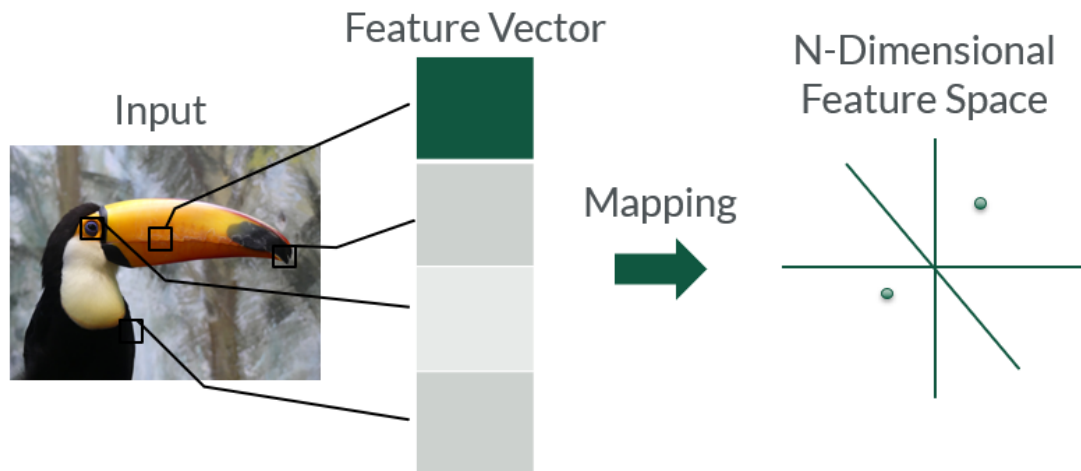 Feature Vector
Input
Mapping
N-Dimensional
Feature Space